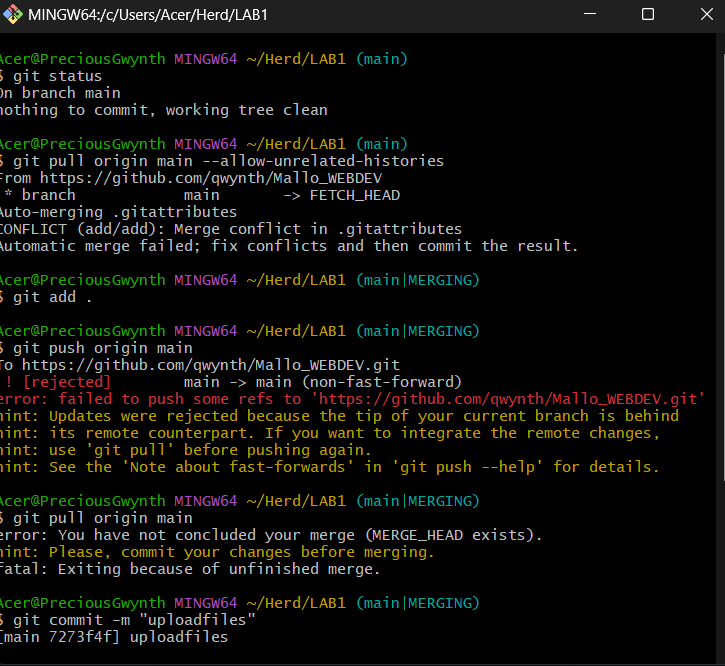 MINGW64:/c/Users/Acer/Herd/LAB1
Acer@PreciousGwynth MINGW64 ~/Herd/LAB1 (main)
$ git status
On branch main
nothing to commit, working tree clean
Acer@PreciousGwynth MINGW64 ~/Herd/LAB1 (main)
$ git pull origin main --allow-unrelated-histories
From https://github.com/qwynth/Mallo_WEBDEV
* branch main -> FETCH_HEAD
Auto-merging .gitattributes
CONFLICT (add/add): Merge conflict in .gitattributes
Automatic merge failed; fix conflicts and then commit the result.
Acer@PreciousGwynth MINGW64 ~/Herd/LAB1 (main|MERGING)
$ git add .
Acer@PreciousGwynth MINGW64 ~/Herd/LAB1 (main|MERGING)
$ git push origin main
To https://github.com/qwynth/Mallo_WEBDEV.git
! [rejected] main -> main (non-fast-forward)
error: failed to push some refs to 'https://github.com/qwynth/Mallo_WEBDEV.git'
hint: Updates were rejected because the tip of your current branch is behind
hint: its remote counterpart. If you want to integrate the remote changes,
hint: use 'git pull' before pushing again.
hint: See the 'Note about fast-forwards' in 'git push --help' for details.
Acer@PreciousGwynth MINGW64 ~/Herd/LAB1 (main|MERGING)
$ git pull origin main
error: You have not concluded your merge (MERGE_HEAD exists).
hint: Please, commit your changes before merging.
fatal: Exiting because of unfinished merge.
Acer@PreciousGwynth MINGW64 ~/Herd/LAB1 (main|MERGING)
$ git commit -m "uploadfiles"
[main 7273f4f] uploadfiles